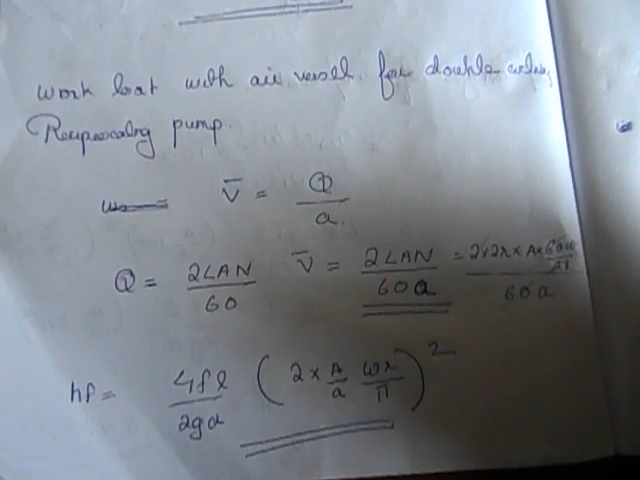 work lost with air vessel for double acting
Reciprocating pump.
V̄ = Q/a
Q = 2LAN/60 V̄ = 2LAN/60a = 2×2r×A×60ω/2π/60a
hf = 4fl/2gd (2×A/a ωr/π)²